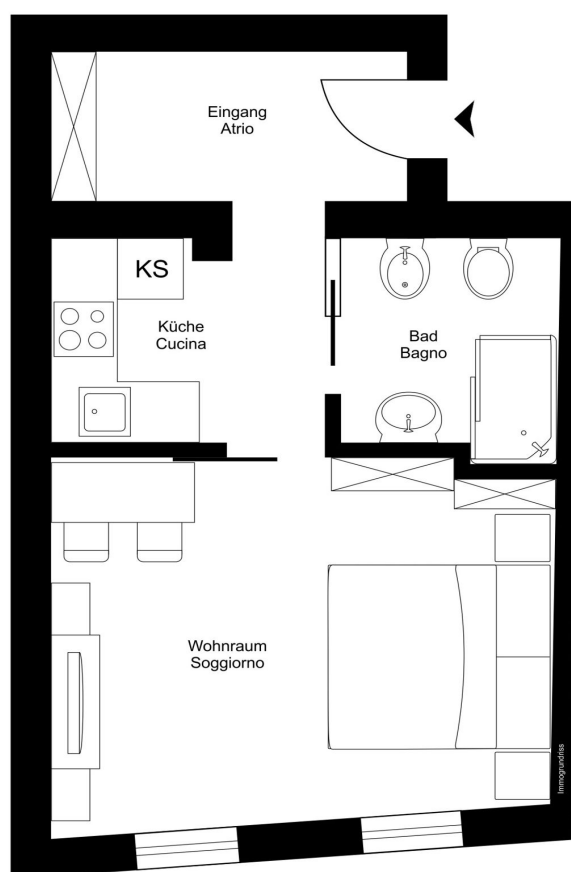 Eingang
Atrio
KS
Küche
Cucina
Bad
Bagno
Wohnraum
Soggiorno
Immogrundriss